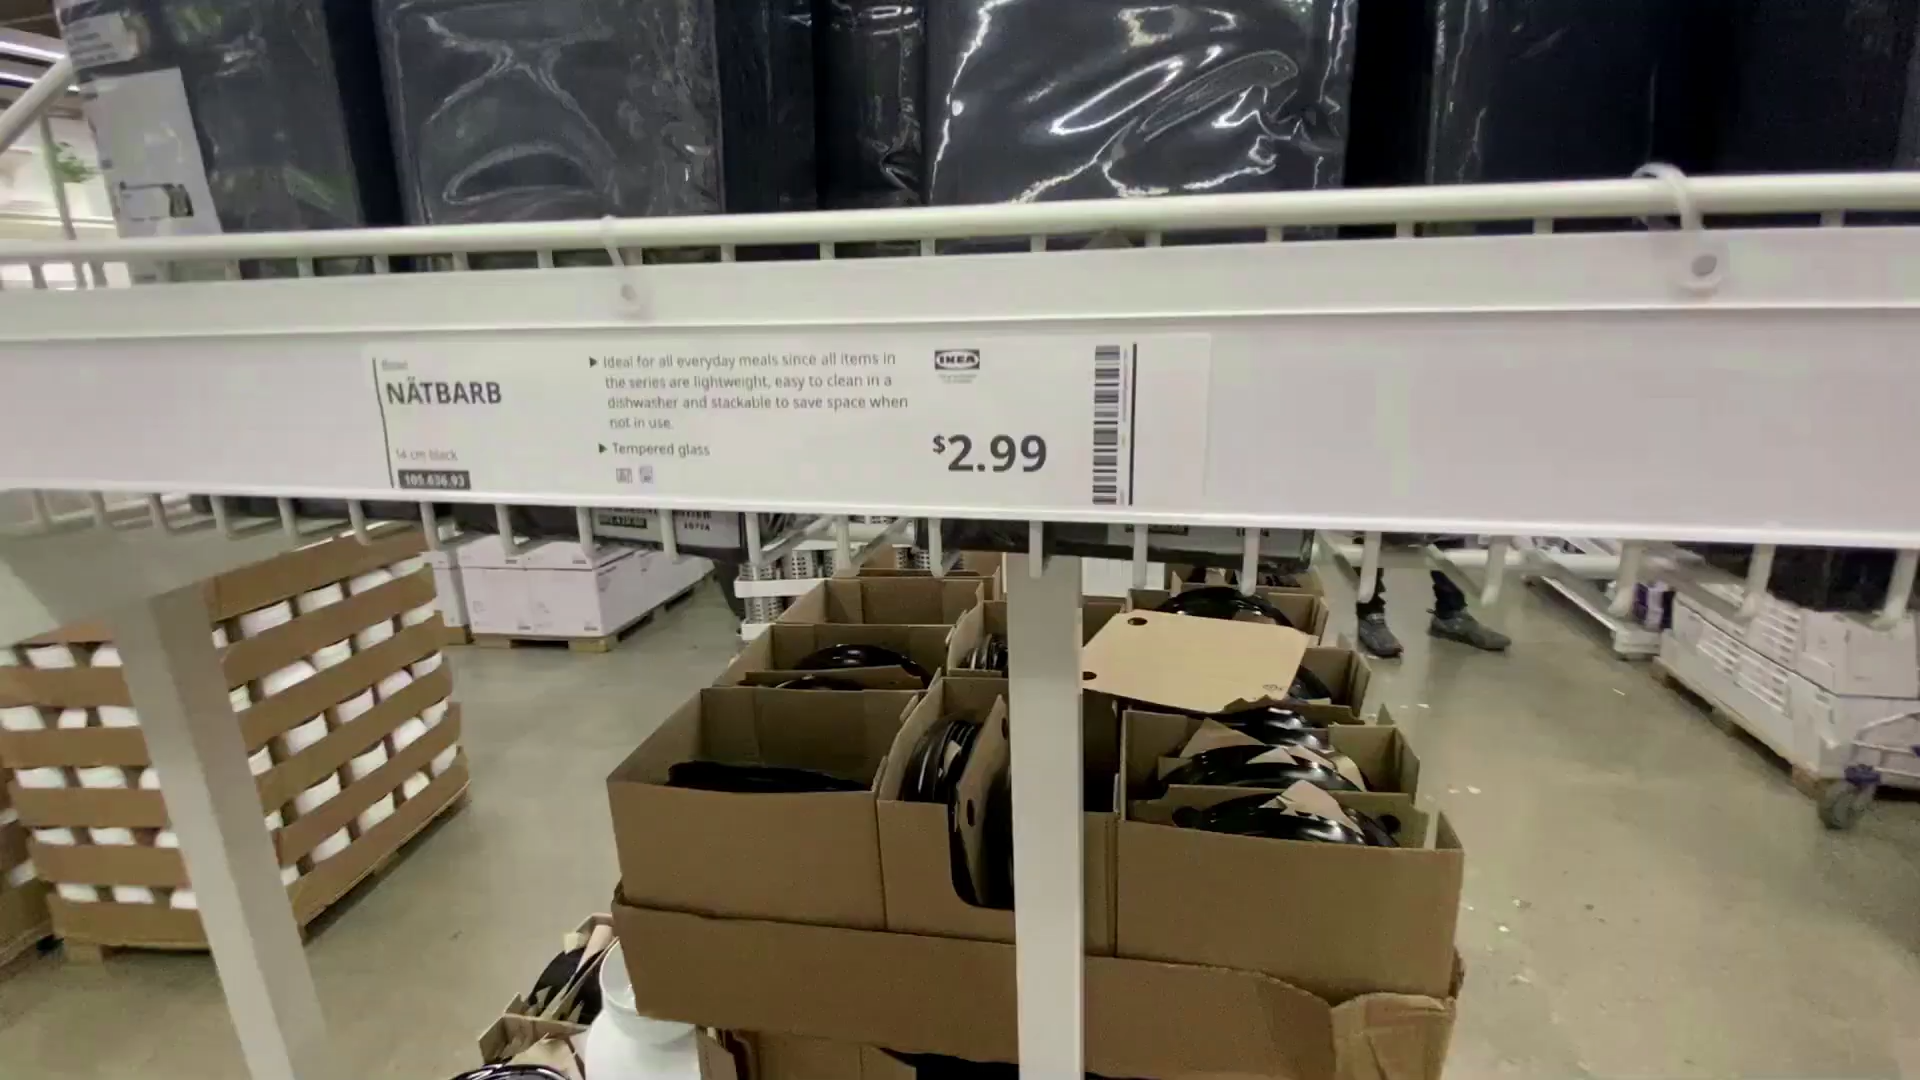 Bowl
NÄTBARB
14 cm black
105.636.93
▶ Ideal for all everyday meals since all items in
the series are lightweight, easy to clean in a
dishwasher and stackable to save space when
not in use.
▶ Tempered glass
IKEA
$2.99